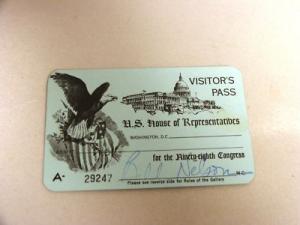 VISITOR'S
PASS
U.S. House of Representatives
WASHINGTON, D.C.
for the Ninety-eighth Congress
Bill Nelson
M.C.
A- 29247
Please see reverse side for Rules of the Gallery